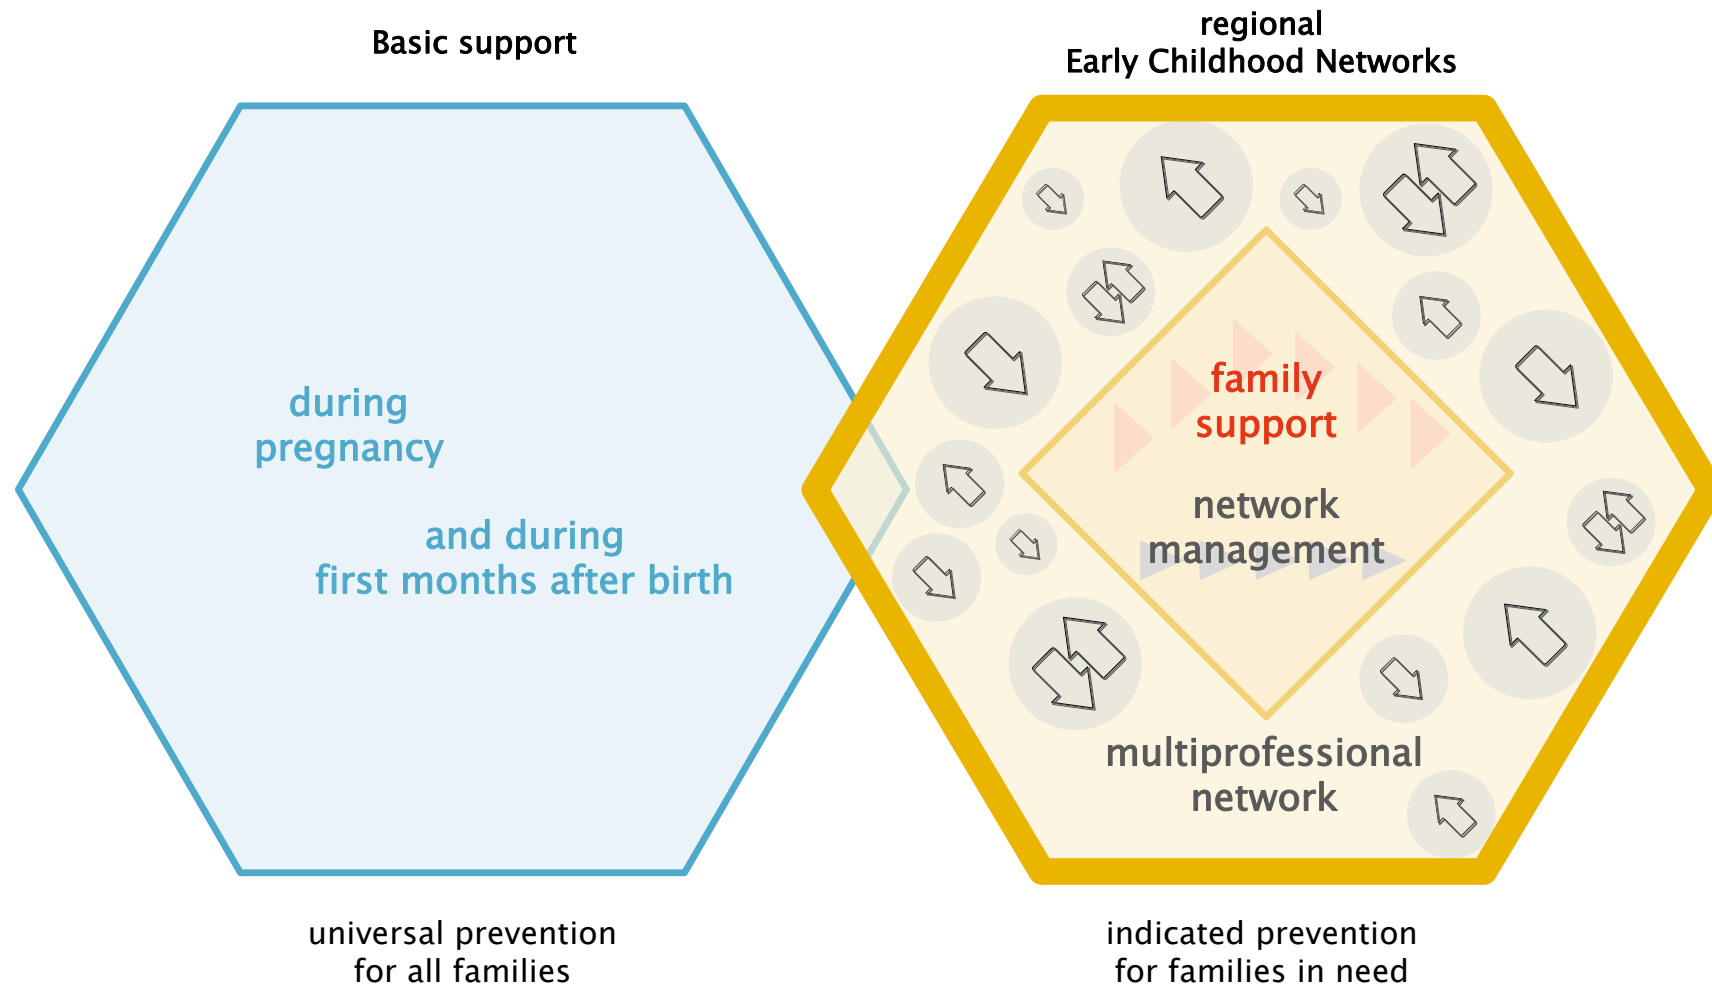 Basic support
regional
Early Childhood Networks
during
pregnancy
and during
first months after birth
family
support
network
management
multiprofessional
network
universal prevention
for all families
indicated prevention
for families in need